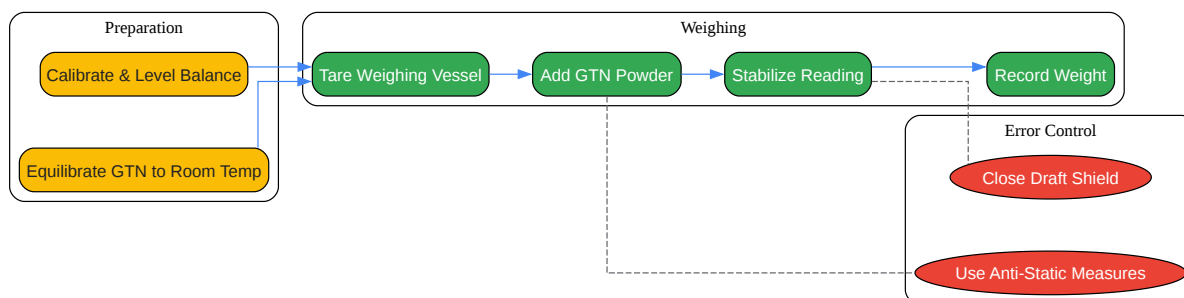 Preparation
Weighing
Calibrate & Level Balance
Tare Weighing Vessel
Add GTN Powder
Stabilize Reading
Record Weight
Error Control
Equilibrate GTN to Room Temp
Close Draft Shield
Use Anti-Static Measures